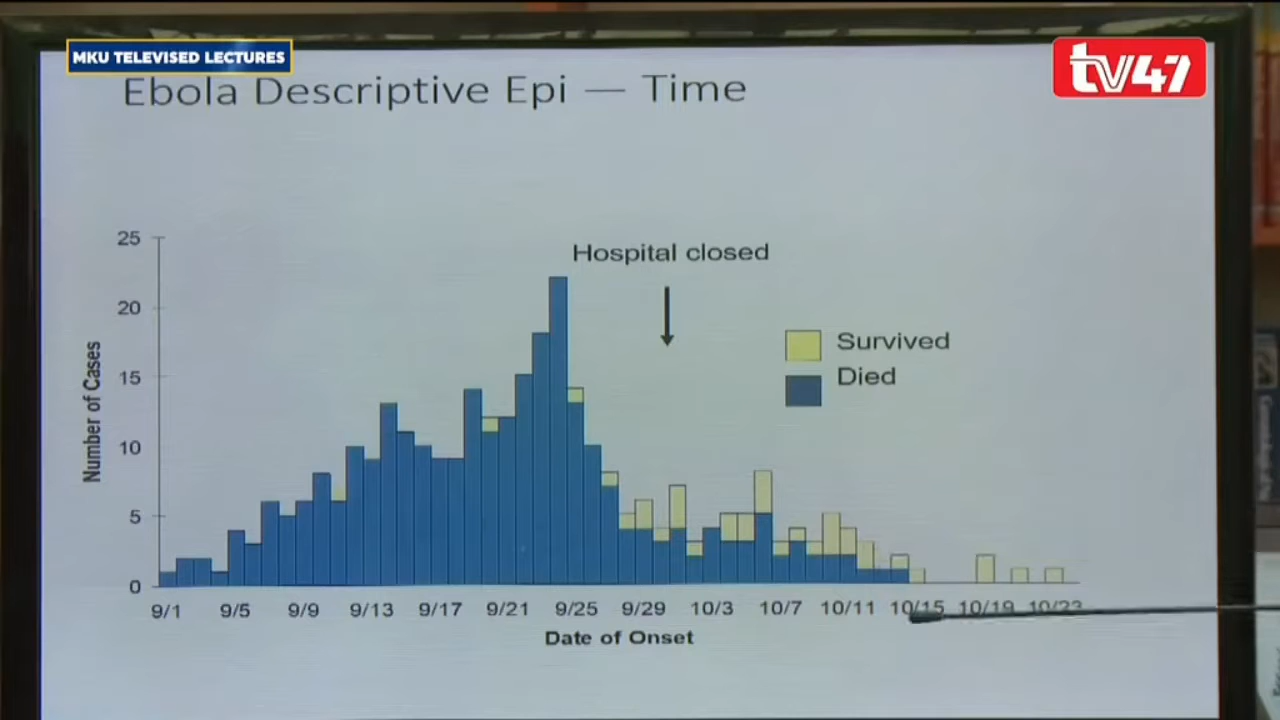 MKU TELEVISED LECTURES
tv47
Ebola Descriptive Epi — Time
25
20
15
10
5
0
Number of Cases
Hospital closed
Survived
Died
9/1 9/5 9/9 9/13 9/17 9/21 9/25 9/29 10/3 10/7 10/11 10/15 10/19 10/23
Date of Onset